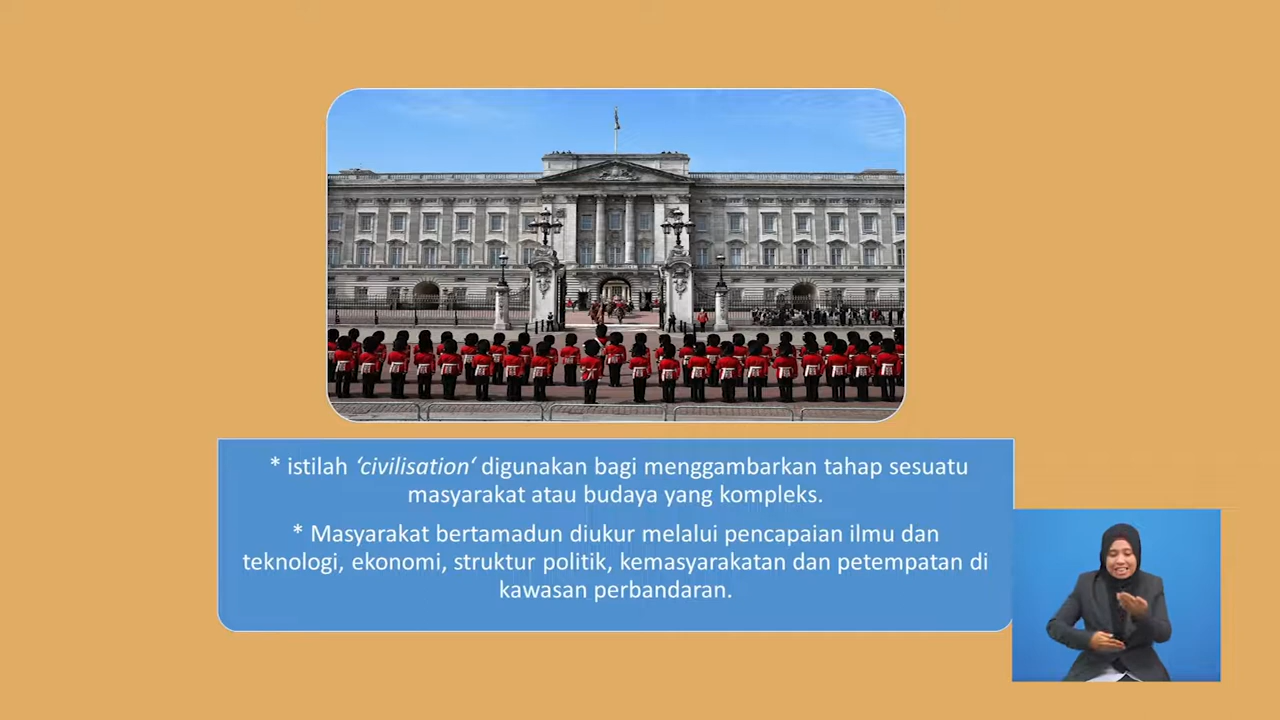 * istilah ‘civilisation‘ digunakan bagi menggambarkan tahap sesuatu
masyarakat atau budaya yang kompleks.
* Masyarakat bertamadun diukur melalui pencapaian ilmu dan
teknologi, ekonomi, struktur politik, kemasyarakatan dan petempatan di
kawasan perbandaran.